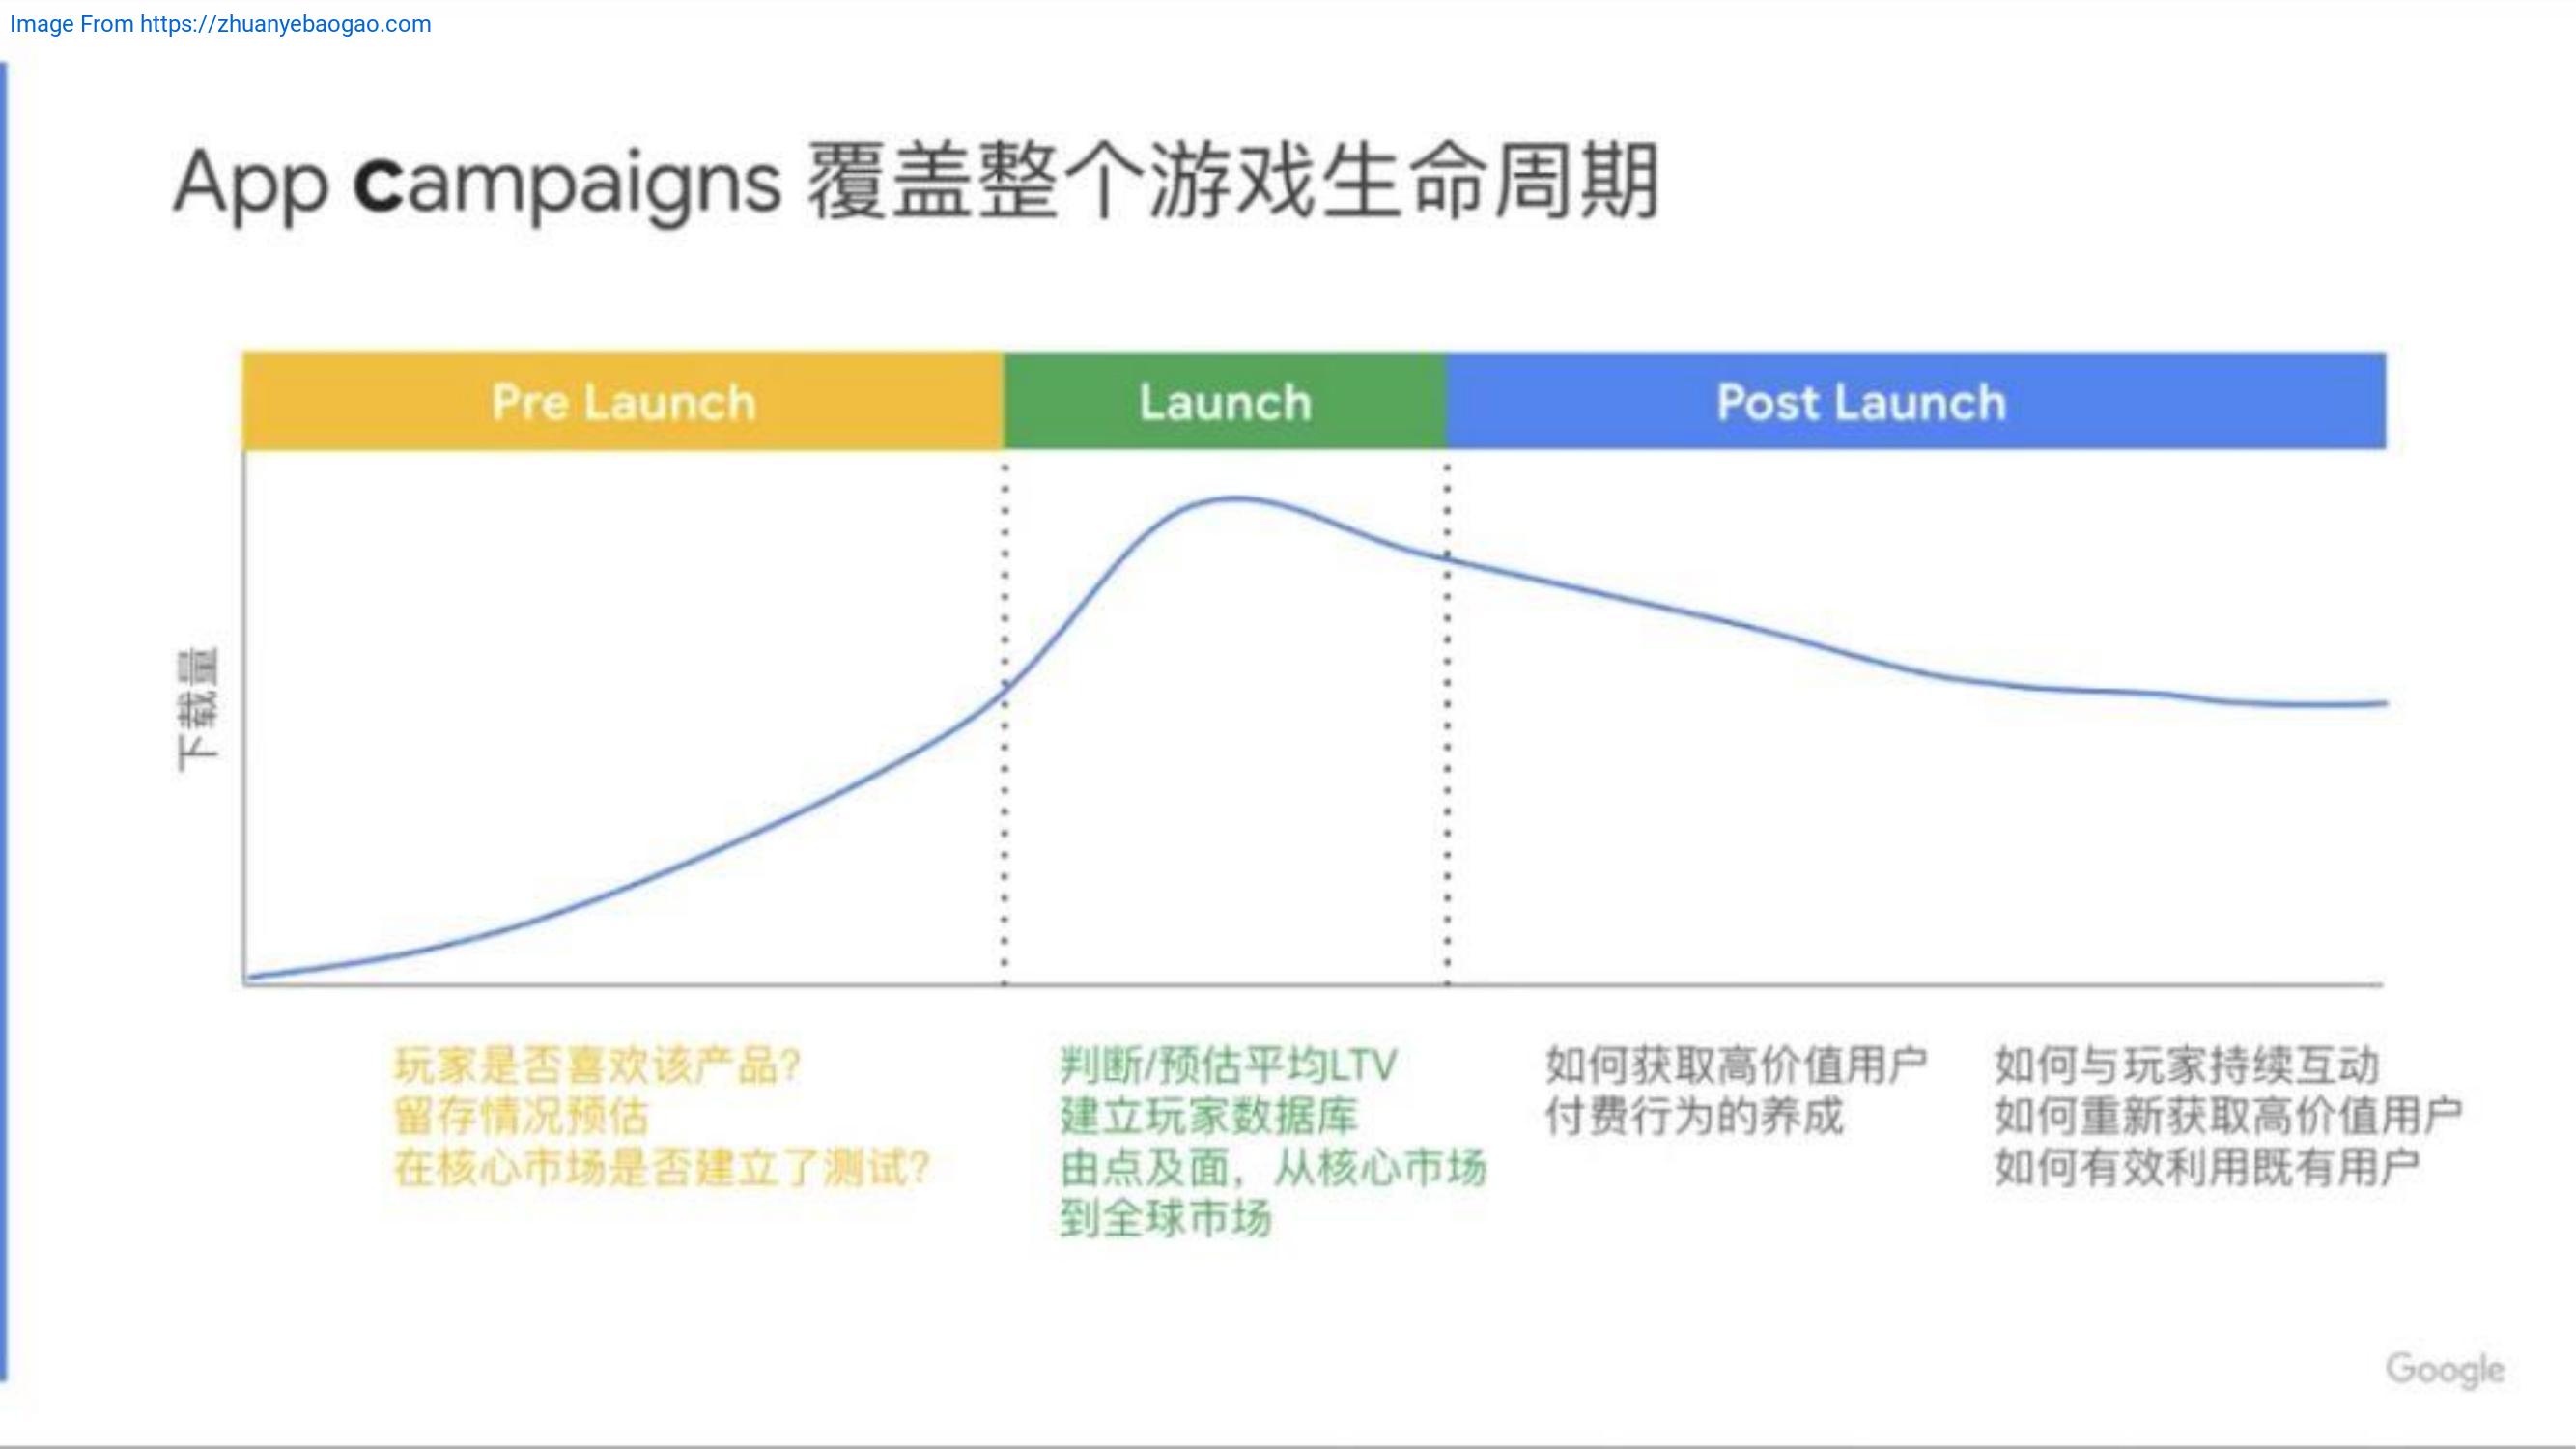 Image From https://zhuanyebaogao.com
App campaigns 覆盖整个游戏生命周期
Pre Launch
Launch
Post Launch
下载量
玩家是否喜欢该产品?
留存情况预估
在核心市场是否建立了测试?
判断/预估平均LTV
建立玩家数据库
由点及面，从核心市场
到全球市场
如何获取高价值用户
付费行为的养成
如何与玩家持续互动
如何重新获取高价值用户
如何有效利用既有用户
Google